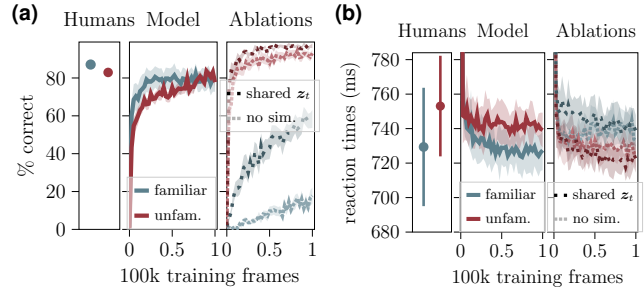 (a) Humans Model Ablations
% correct
80
60
40
20
0
familiar
unfam.
shared z_t
no sim.
0 0.5 1 0 0.5 1
100k training frames
(b) Humans Model Ablations
reaction times (ms)
780
760
740
720
700
680
familiar
unfam.
shared z_t
no sim.
0 0.5 1 0 0.5 1
100k training frames